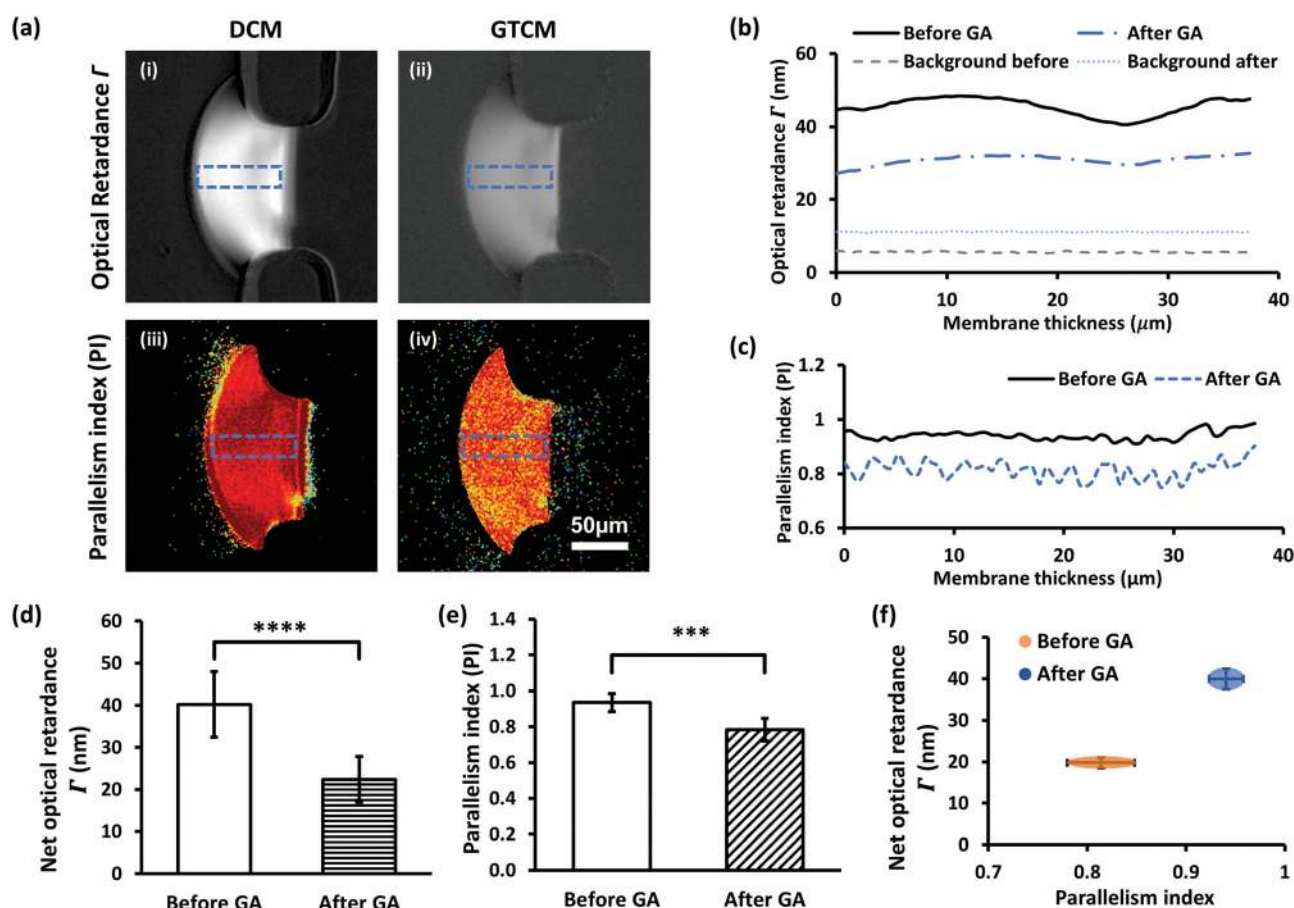 (a)
DCM
GTCM
Optical Retardance Γ
(i)
(ii)
Parallelism index (PI)
(iii)
(iv)
50μm
(b)
Before GA
After GA
Background before
Background after
Optical retardance Γ (nm)
60
40
20
0
0
10
20
30
40
Membrane thickness (μm)
(c)
Before GA
After GA
Parallelism index (PI)
1.2
1
0.8
0.6
0
10
20
30
40
Membrane thickness (μm)
(d)
Net optical retardance
Γ (nm)
60
50
40
30
20
10
0
****
Before GA
After GA
(e)
Parallelism index (PI)
1.4
1.2
1.0
0.8
0.6
0.4
0.2
0.0
***
Before GA
After GA
(f)
Before GA
After GA
Net optical retardance
Γ (nm)
50
40
30
20
10
0
0.7
0.8
0.9
1
Parallelism index